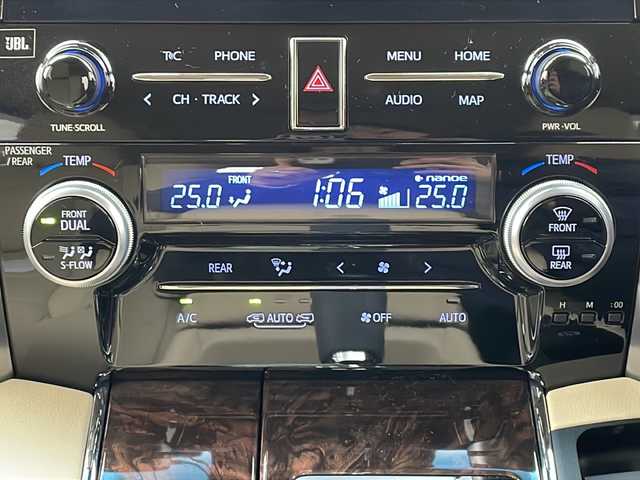 JBL
T·C PHONE MENU HOME
CH · TRACK AUDIO MAP
TUNE·SCROLL PWR·VOL
PASSENGER
/REAR
TEMP TEMP
FRONT nanoe
25.0 1:06 25.0
FRONT
DUAL
S-FLOW
FRONT
REAR
REAR
H M :00
A/C AUTO OFF AUTO